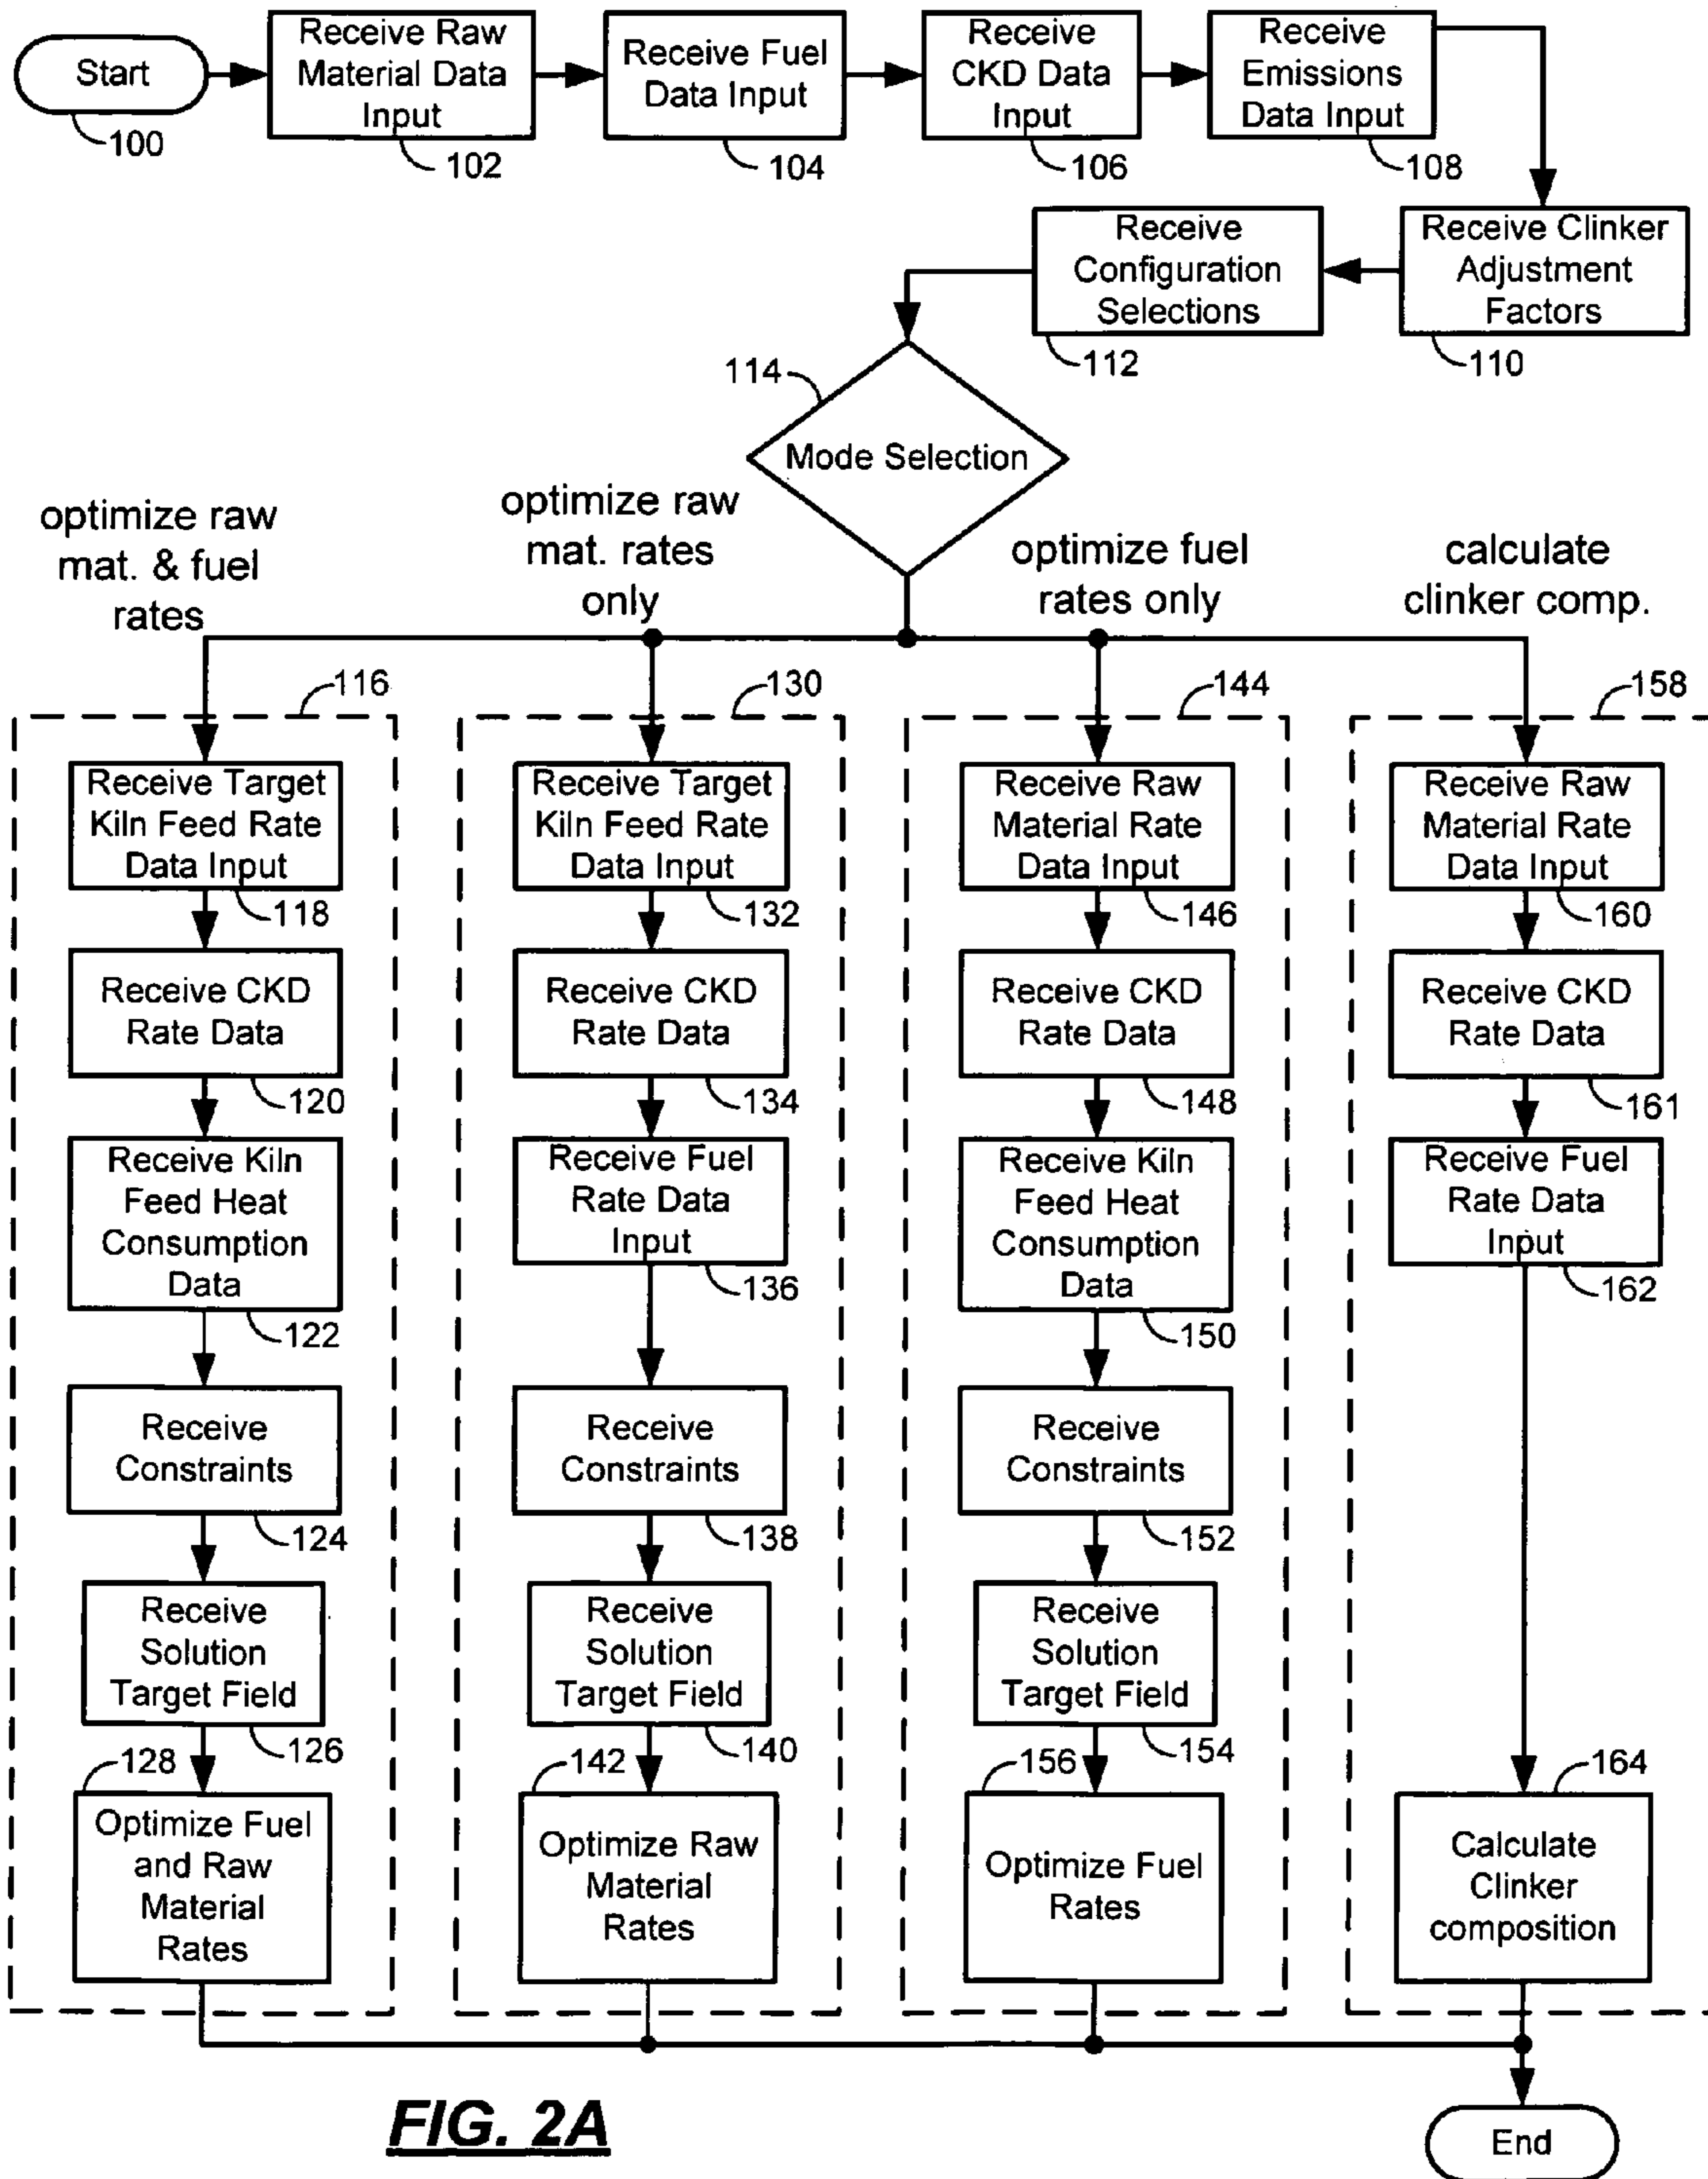 Start
100
Receive Raw
Material Data
Input
102
Receive Fuel
Data Input
104
Receive
CKD Data
Input
106
Receive
Emissions
Data Input
108
Receive Clinker
Adjustment
Factors
110
Receive
Configuration
Selections
112
114
Mode Selection
optimize raw
mat. & fuel
rates
optimize raw
mat. rates
only
optimize fuel
rates only
calculate
clinker comp.
116
Receive Target
Kiln Feed Rate
Data Input
118
Receive CKD
Rate Data
120
Receive Kiln
Feed Heat
Consumption
Data
122
Receive
Constraints
124
Receive
Solution
Target Field
126
128
Optimize Fuel
and Raw
Material
Rates
130
Receive Target
Kiln Feed Rate
Data Input
132
Receive CKD
Rate Data
134
Receive Fuel
Rate Data
Input
136
Receive
Constraints
138
Receive
Solution
Target Field
140
142
Optimize Raw
Material
Rates
144
Receive Raw
Material Rate
Data Input
146
Receive CKD
Rate Data
148
Receive Kiln
Feed Heat
Consumption
Data
150
Receive
Constraints
152
Receive
Solution
Target Field
154
156
Optimize Fuel
Rates
158
Receive Raw
Material Rate
Data Input
160
Receive CKD
Rate Data
161
Receive Fuel
Rate Data
Input
162
164
Calculate
Clinker
composition
End
FIG. 2A